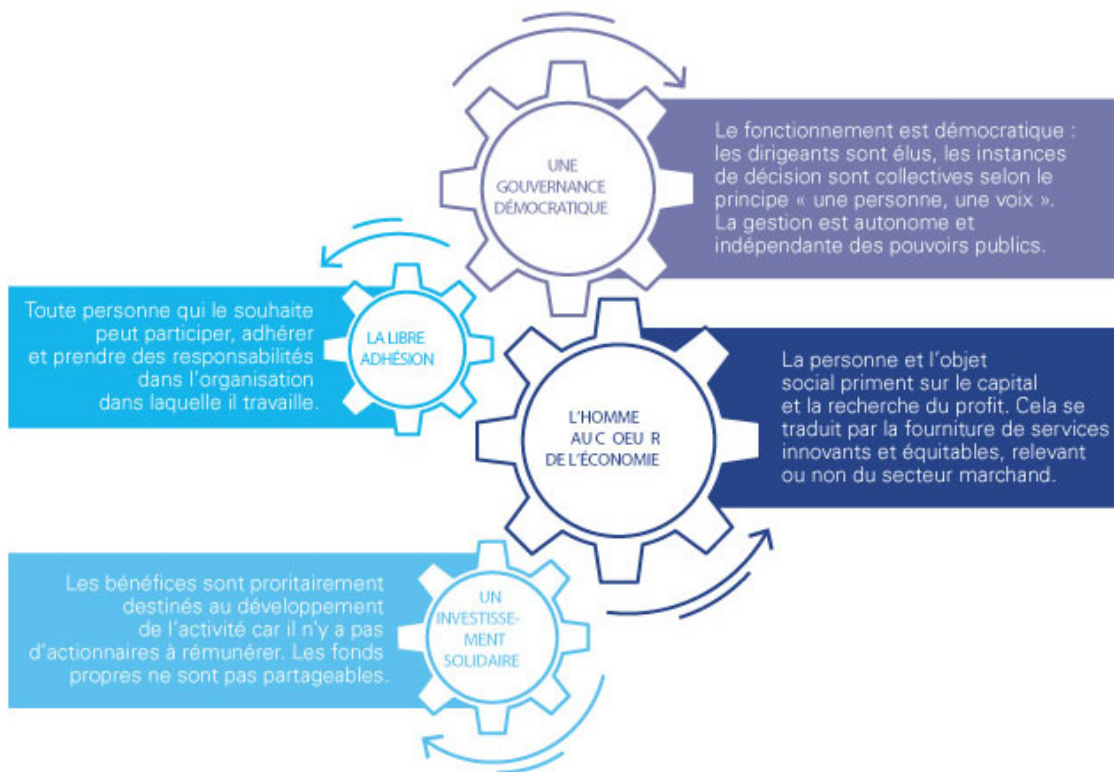 UNE
GOUVERNANCE
DÉMOCRATIQUE
Le fonctionnement est démocratique :
les dirigeants sont élus, les instances
de décision sont collectives selon le
principe « une personne, une voix ».
La gestion est autonome et
indépendante des pouvoirs publics.
Toute personne qui le souhaite
peut participer, adhérer
et prendre des responsabilités
dans l'organisation
dans laquelle il travaille.
LA LIBRE
ADHÉSION
L'HOMME
AU C OEU R
DE L'ÉCONOMIE
La personne et l'objet
social priment sur le capital
et la recherche du profit. Cela se
traduit par la fourniture de services
innovants et équitables, relevant
ou non du secteur marchand.
Les bénéfices sont proritairement
destinés au développement
de l'activité car il n'y a pas
d'actionnaires à rémunérer. Les fonds
propres ne sont pas partageables.
UN
INVESTISSE-
MENT
SOLIDAIRE